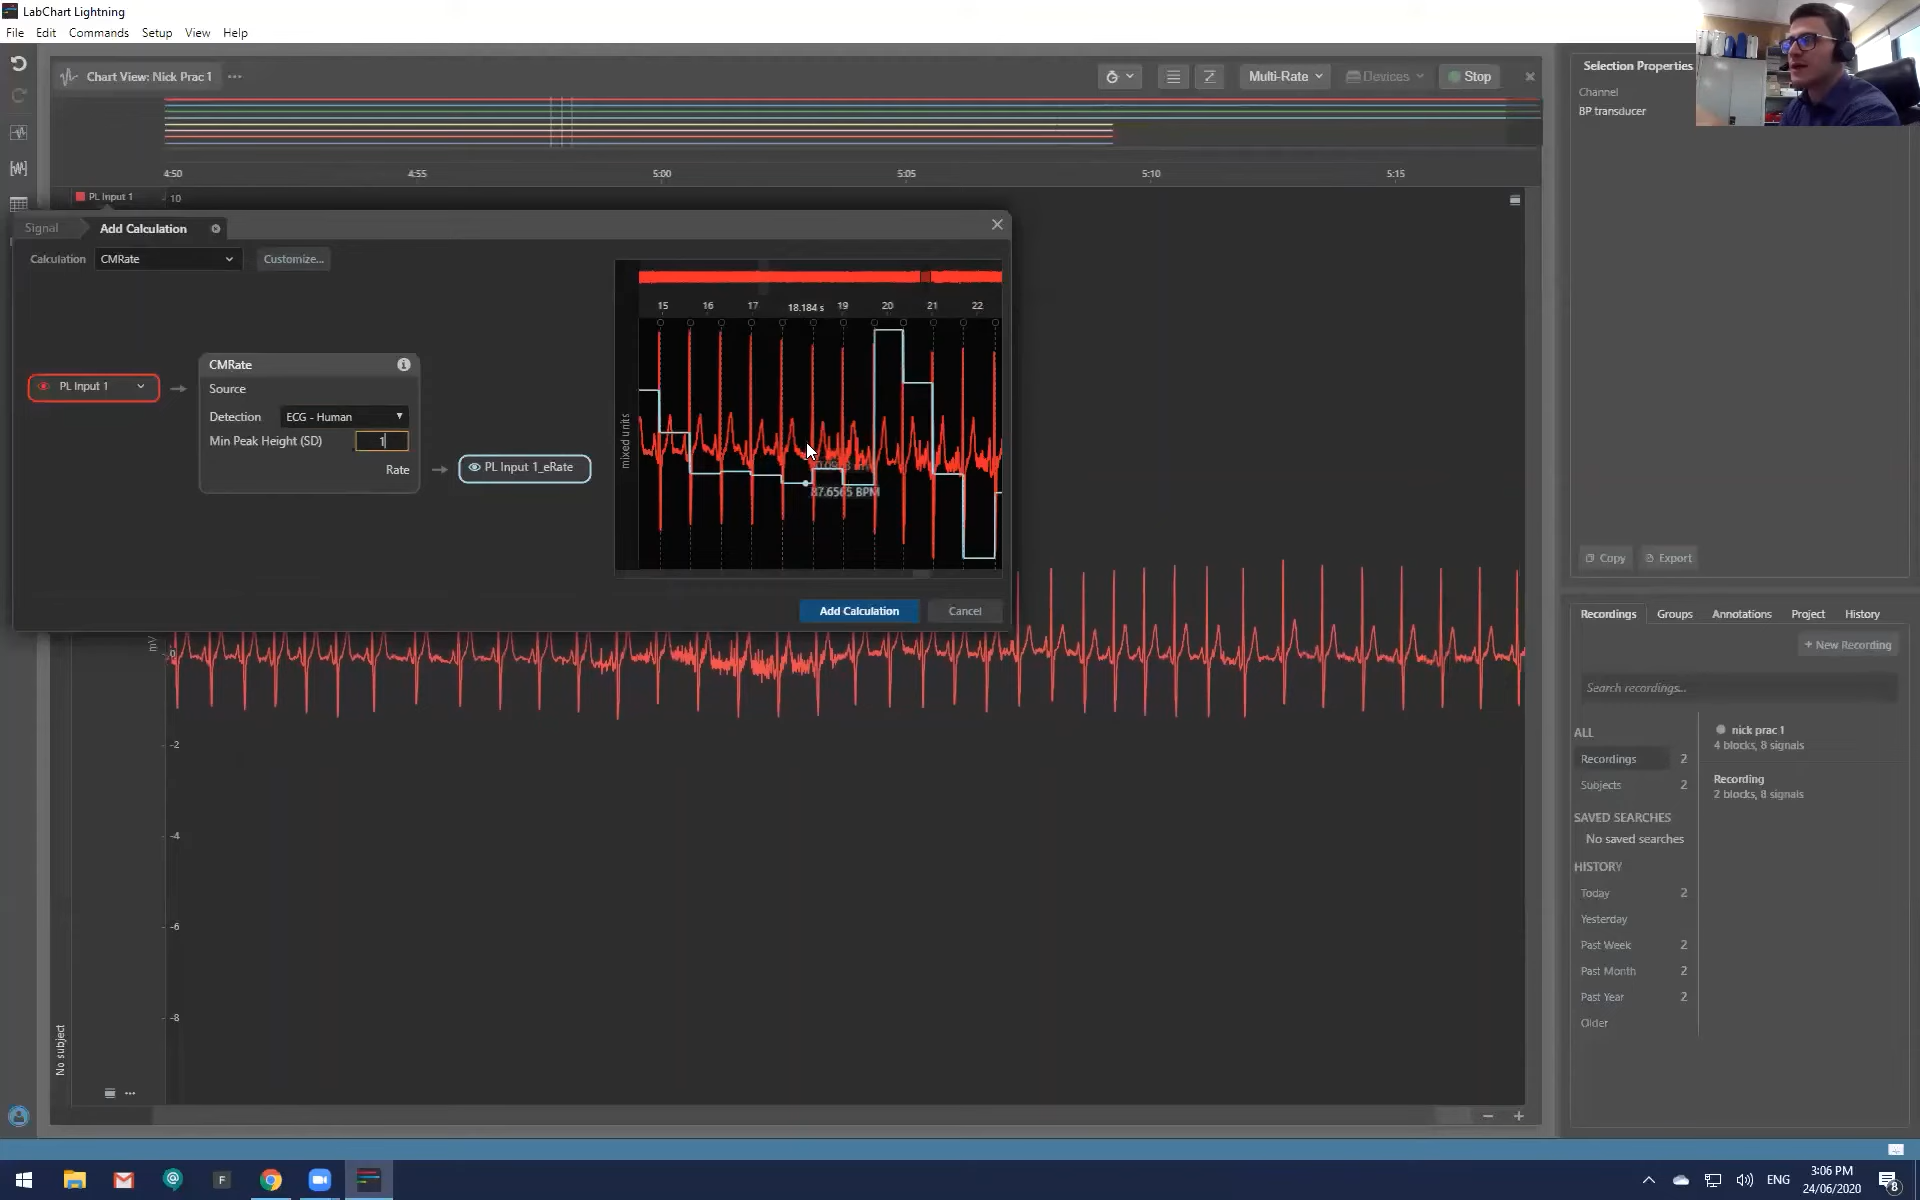 LabChart Lightning
File Edit Commands Setup View Help
Chart View: Nick Prac 1 ...
Multi-Rate Devices Stop
Selection Properties
Channel
BP transducer
4:50 4:55 5:00 5:05 5:10 5:15
PL Input 1
10
Signal Add Calculation
Calculation CMRate Customize...
15 16 17 18.184 s 19 20 21 22
CMRate
PL Input 1
Source
Detection ECG - Human
Min Peak Height (SD) 1
Rate
PL Input 1_eRate
mixed units
87.6565 BPM
Add Calculation Cancel
Copy Export
Recordings Groups Annotations Project History
+ New Recording
Search recordings...
ALL
Recordings 2
Subjects 2
SAVED SEARCHES
No saved searches
HISTORY
Today 2
Yesterday
Past Week 2
Past Month 2
Past Year 2
Older
nick prac 1
4 blocks, 8 signals
Recording
2 blocks, 8 signals
mV
0
-2
-4
-6
-8
No subject
F
ENG
3:06 PM
24/06/2020
8